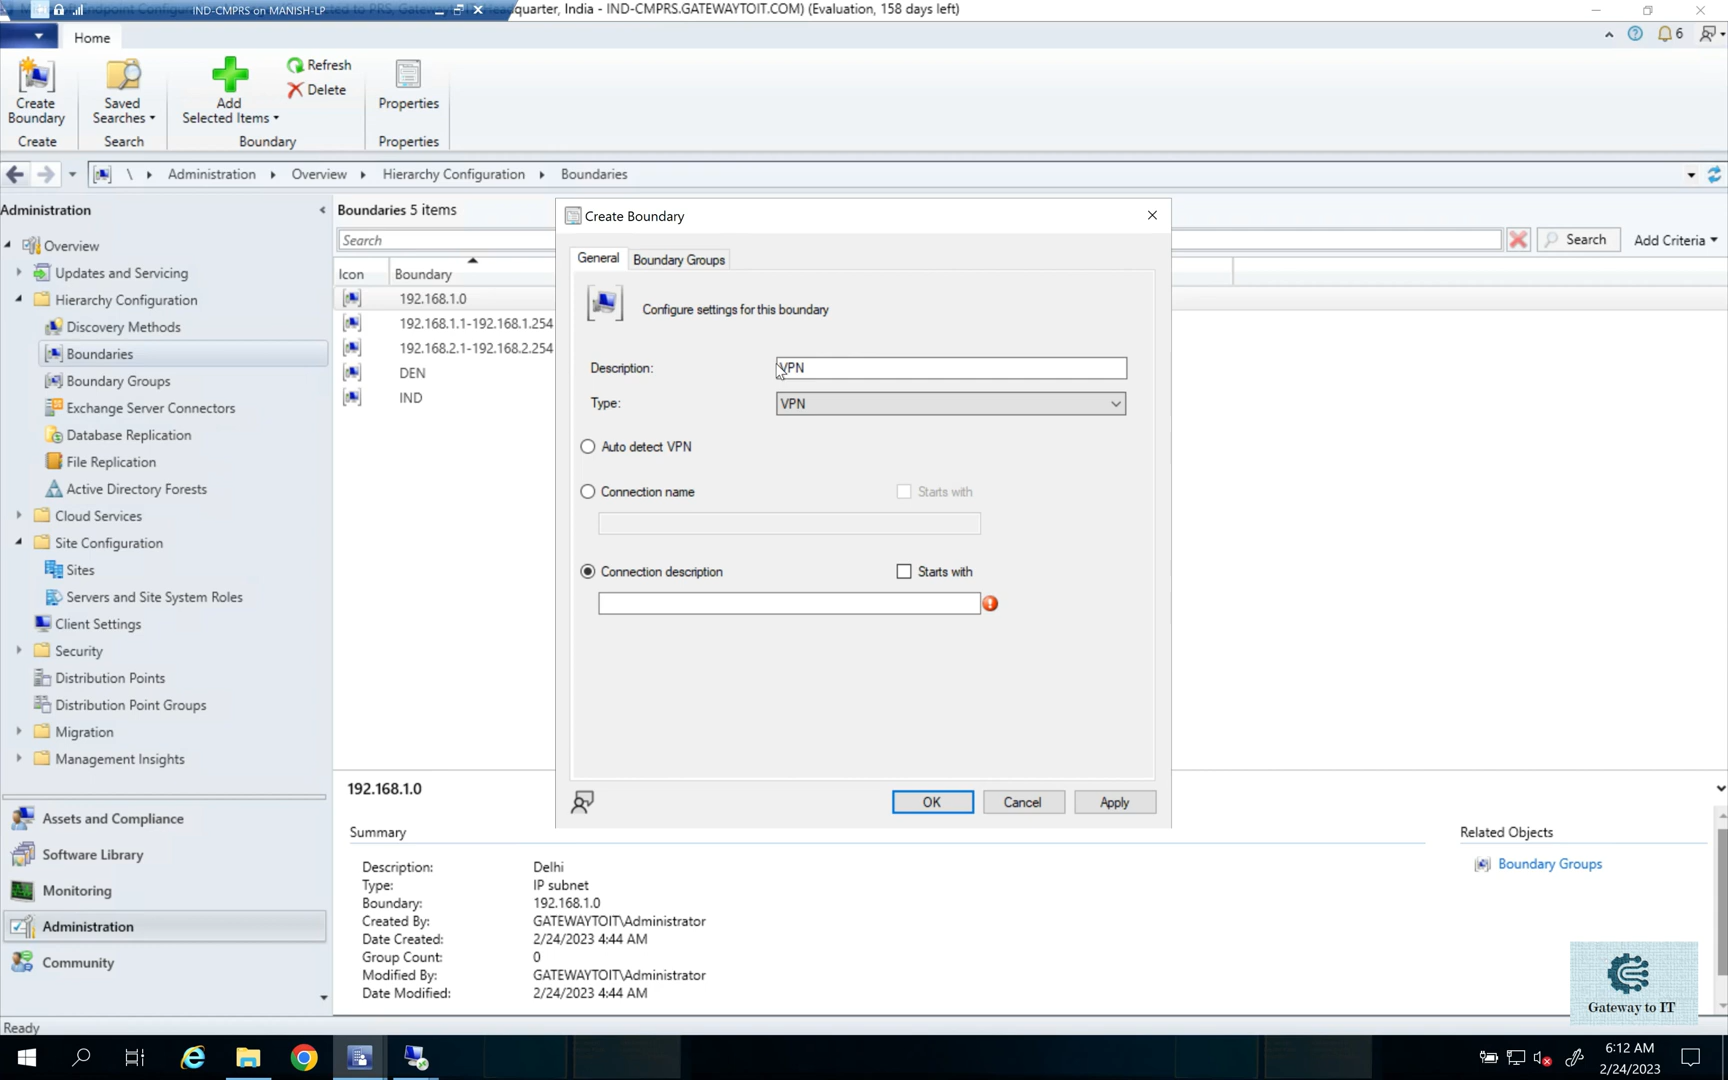 IND-CMPRS on MANISH-LP
quarter, India - IND-CMPRS.GATEWAYTOIT.COM) (Evaluation, 158 days left)
Home
6
Create Boundary
Saved Searches
Add Selected Items
Refresh
Delete
Properties
Create
Search
Boundary
Properties
\ Administration Overview Hierarchy Configuration Boundaries
Administration
Overview
Updates and Servicing
Hierarchy Configuration
Discovery Methods
Boundaries
Boundary Groups
Exchange Server Connectors
Database Replication
File Replication
Active Directory Forests
Cloud Services
Site Configuration
Sites
Servers and Site System Roles
Client Settings
Security
Distribution Points
Distribution Point Groups
Migration
Management Insights
Assets and Compliance
Software Library
Monitoring
Administration
Community
Boundaries 5 items
Search
Search
Add Criteria
Icon Boundary
192.168.1.0
192.168.1.1-192.168.1.254
192.168.2.1-192.168.2.254
DEN
IND
Create Boundary
General Boundary Groups
Configure settings for this boundary
Description: VPN
Type: VPN
Auto detect VPN
Connection name Starts with
Connection description Starts with
OK Cancel Apply
192.168.1.0
Summary
Description: Delhi
Type: IP subnet
Boundary: 192.168.1.0
Created By: GATEWAYTOIT\Administrator
Date Created: 2/24/2023 4:44 AM
Group Count: 0
Modified By: GATEWAYTOIT\Administrator
Date Modified: 2/24/2023 4:44 AM
Related Objects
Boundary Groups
Gateway to IT
Ready
6:12 AM
2/24/2023